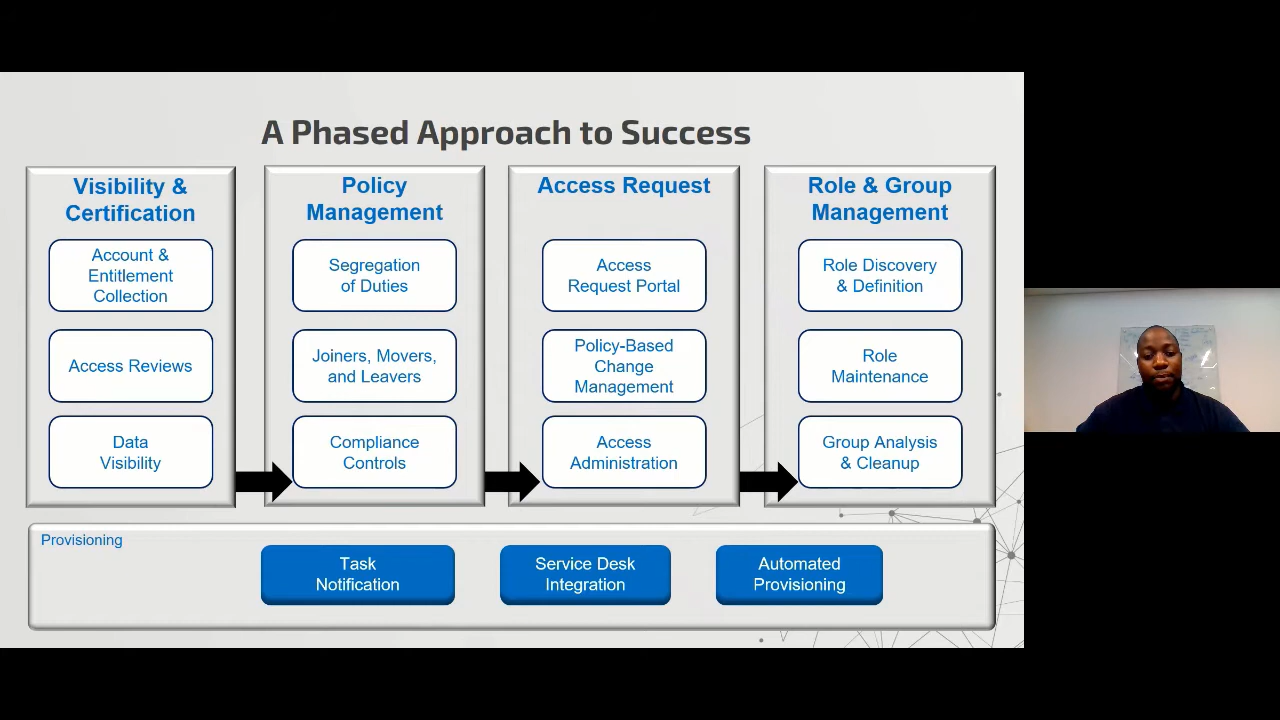 A Phased Approach to Success
Visibility &
Certification
Account &
Entitlement
Collection
Access Reviews
Data
Visibility
Policy
Management
Segregation
of Duties
Joiners, Movers,
and Leavers
Compliance
Controls
Access Request
Access
Request Portal
Policy-Based
Change
Management
Access
Administration
Role & Group
Management
Role Discovery
& Definition
Role
Maintenance
Group Analysis
& Cleanup
Provisioning
Task
Notification
Service Desk
Integration
Automated
Provisioning